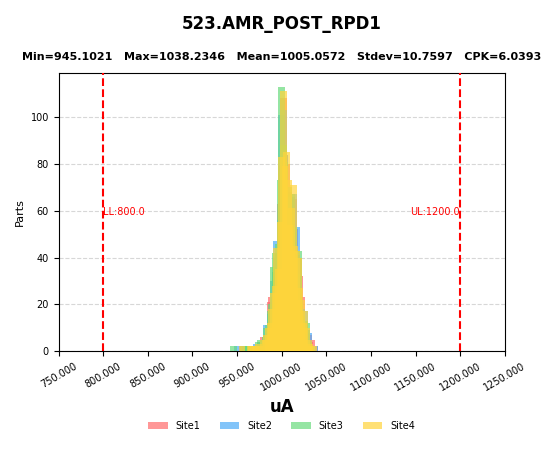 523.AMR_POST_RPD1
Min=945.1021 Max=1038.2346 Mean=1005.0572 Stdev=10.7597 CPK=6.0393
100
80
Parts
60
LL:800.0 UL:1200.0
40
20
0
750.000 800.000 850.000 900.000 950.000 1000.000 1050.000 1100.000 1150.000 1200.000 1250.000
uA
Site1 Site2 Site3 Site4